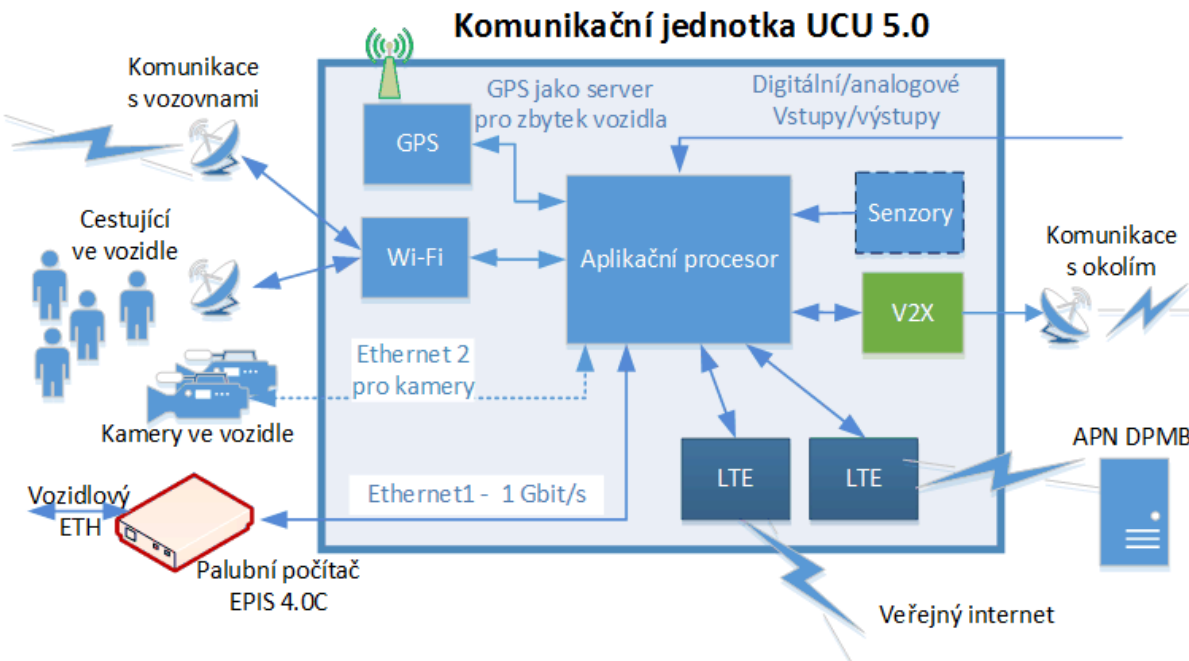 Komunikační jednotka UCU 5.0
Komunikace
s vozovnami
GPS jako server
pro zbytek vozidla
Digitální/analogové
Vstupy/výstupy
GPS
Cestující
ve vozidle
Wi-Fi
Aplikační procesor
Senzory
Komunikace
s okolím
V2X
Ethernet 2
pro kamery
Kamery ve vozidle
LTE
LTE
APN DPMB
Vozidlový
ETH
Ethernet1 - 1 Gbit/s
Palubní počítač
EPIS 4.0C
Veřejný internet